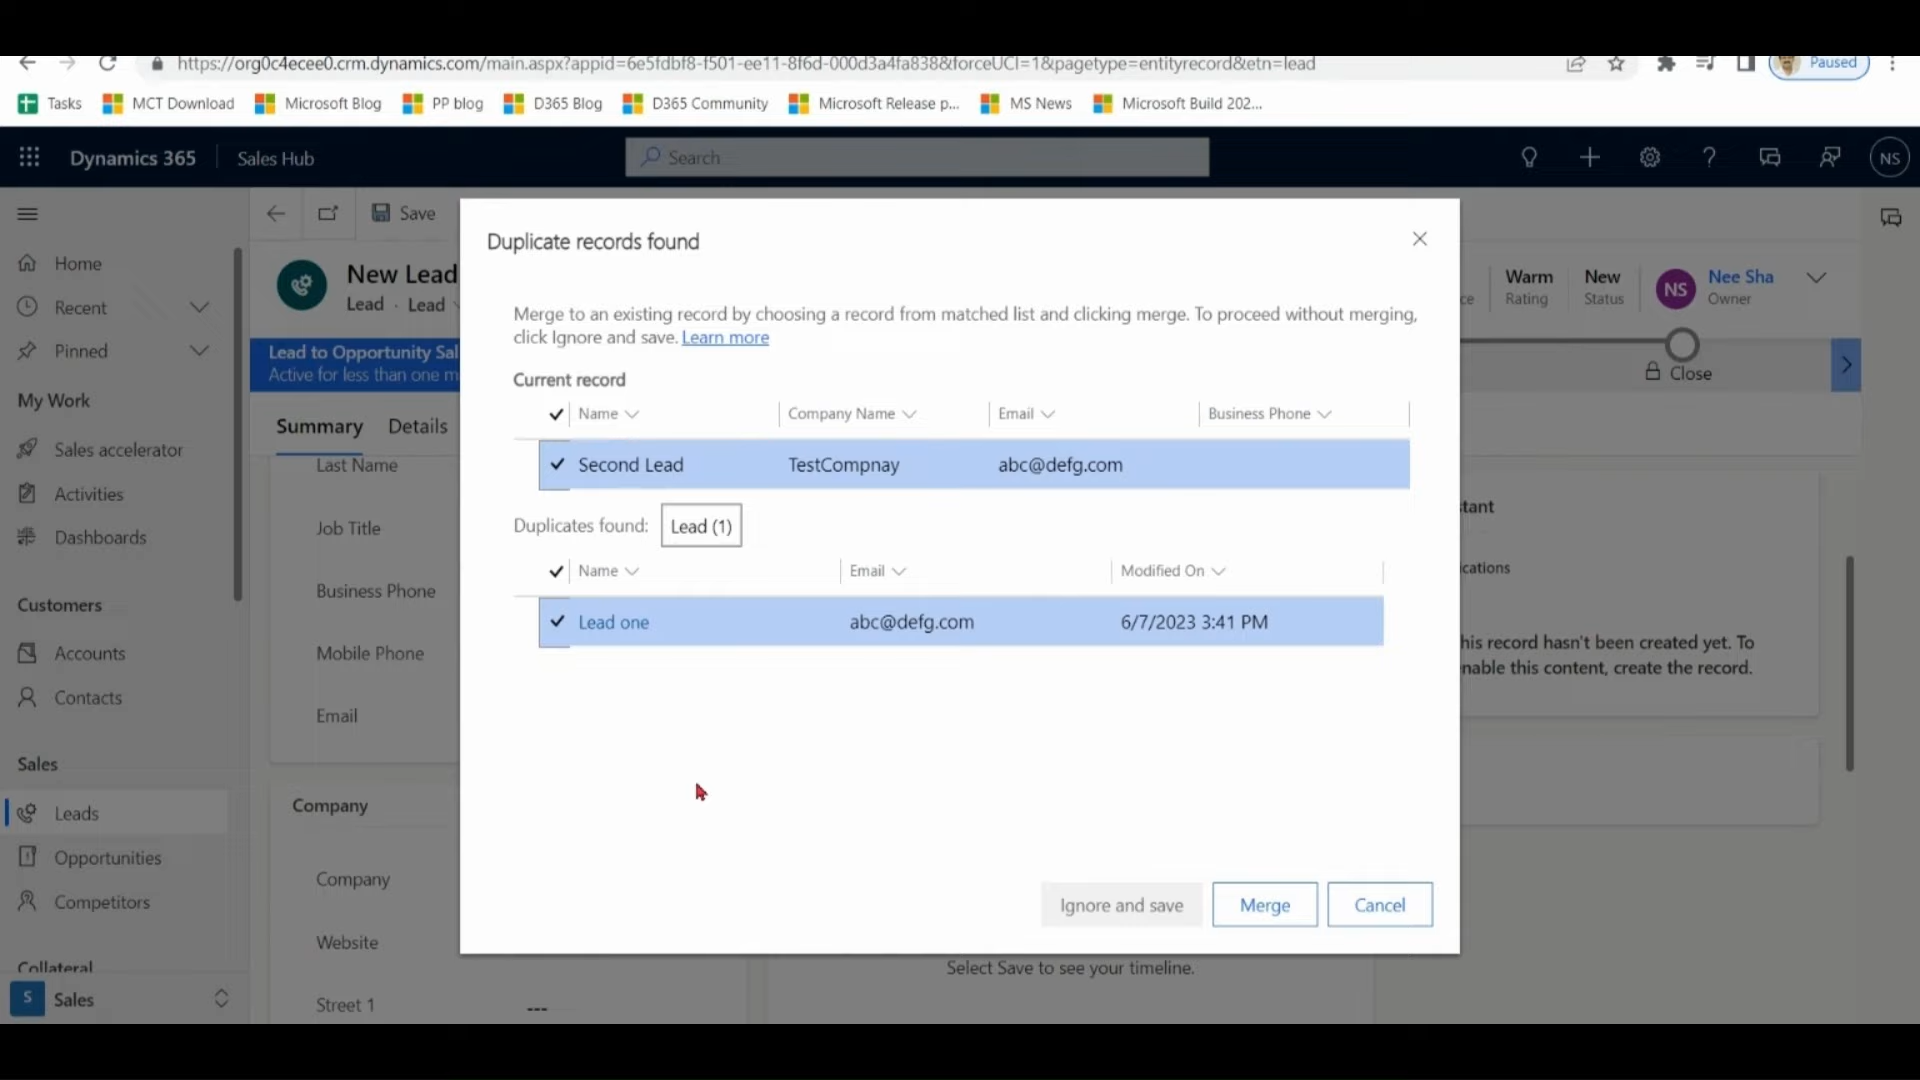 https://org0c4ecee0.crm.dynamics.com/main.aspx?appid=6e5fdbf8-f501-ee11-8f6d-000d3a4fa838&forceUCI=1&pagetype=entityrecord&etn=lead
Paused
Tasks MCT Download Microsoft Blog PP blog D365 Blog D365 Community Microsoft Release p... MS News Microsoft Build 202...
Dynamics 365 Sales Hub Search NS
Save
Home
Recent
Pinned
My Work
Sales accelerator
Activities
Dashboards
Customers
Accounts
Contacts
Sales
Leads
Opportunities
Competitors
Collateral
S Sales
New Lead
Lead · Lead
Lead to Opportunity Sal
Active for less than one m
Summary Details
Last Name
Job Title
Business Phone
Mobile Phone
Email
Company
Company
Website
Street 1 ---
Duplicate records found
Merge to an existing record by choosing a record from matched list and clicking merge. To proceed without merging,
click Ignore and save. Learn more
Current record
Name Company Name Email Business Phone
Second Lead TestCompnay abc@defg.com
Duplicates found: Lead (1)
Name Email Modified On
Lead one abc@defg.com 6/7/2023 3:41 PM
Ignore and save Merge Cancel
Select Save to see your timeline.
ce
Warm
Rating
New
Status
NS
Nee Sha
Owner
Close
tant
ications
his record hasn't been created yet. To
nable this content, create the record.